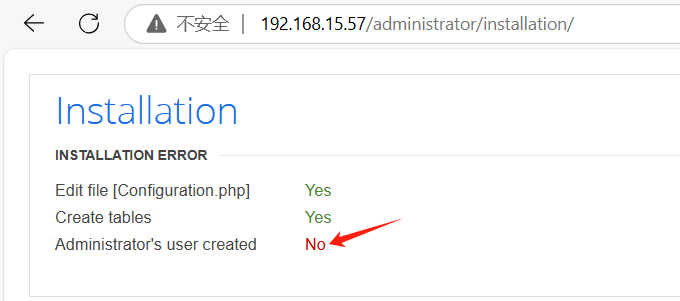 不安全 192.168.15.57/administrator/installation/
Installation
INSTALLATION ERROR
Edit file [Configuration.php] Yes
Create tables Yes
Administrator's user created No